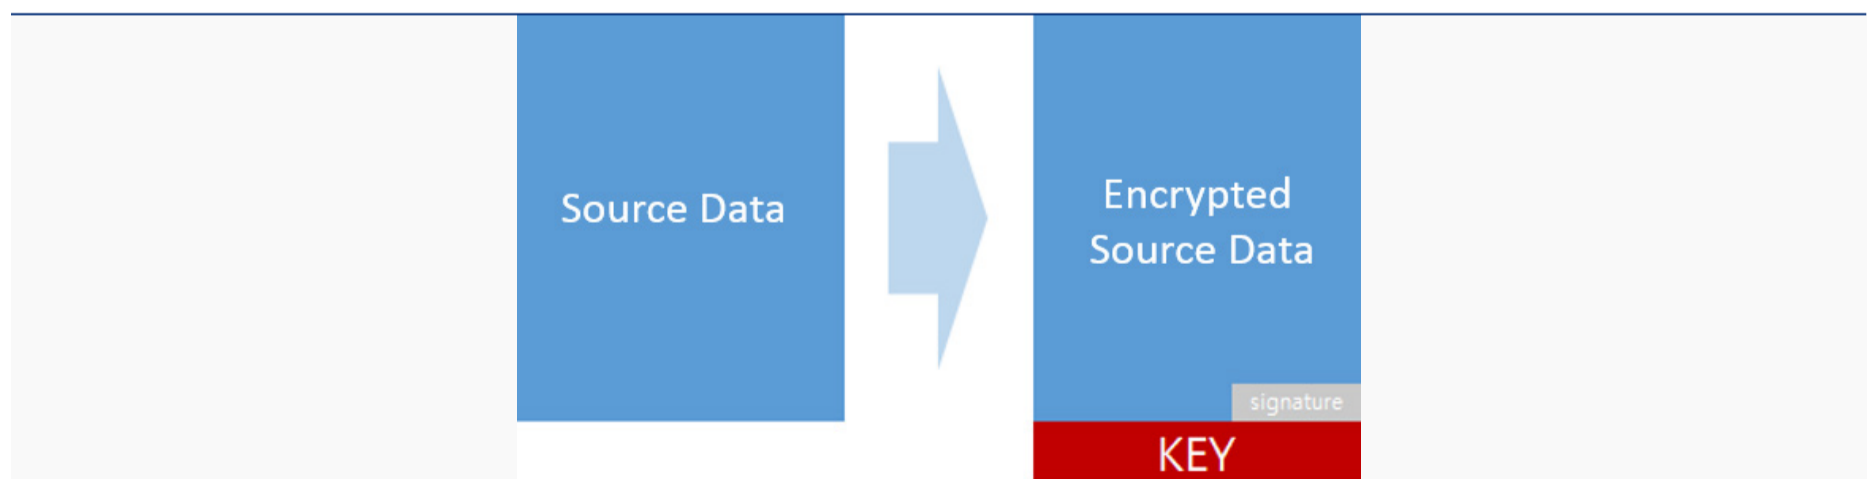 Source Data
Encrypted
Source Data
signature
KEY